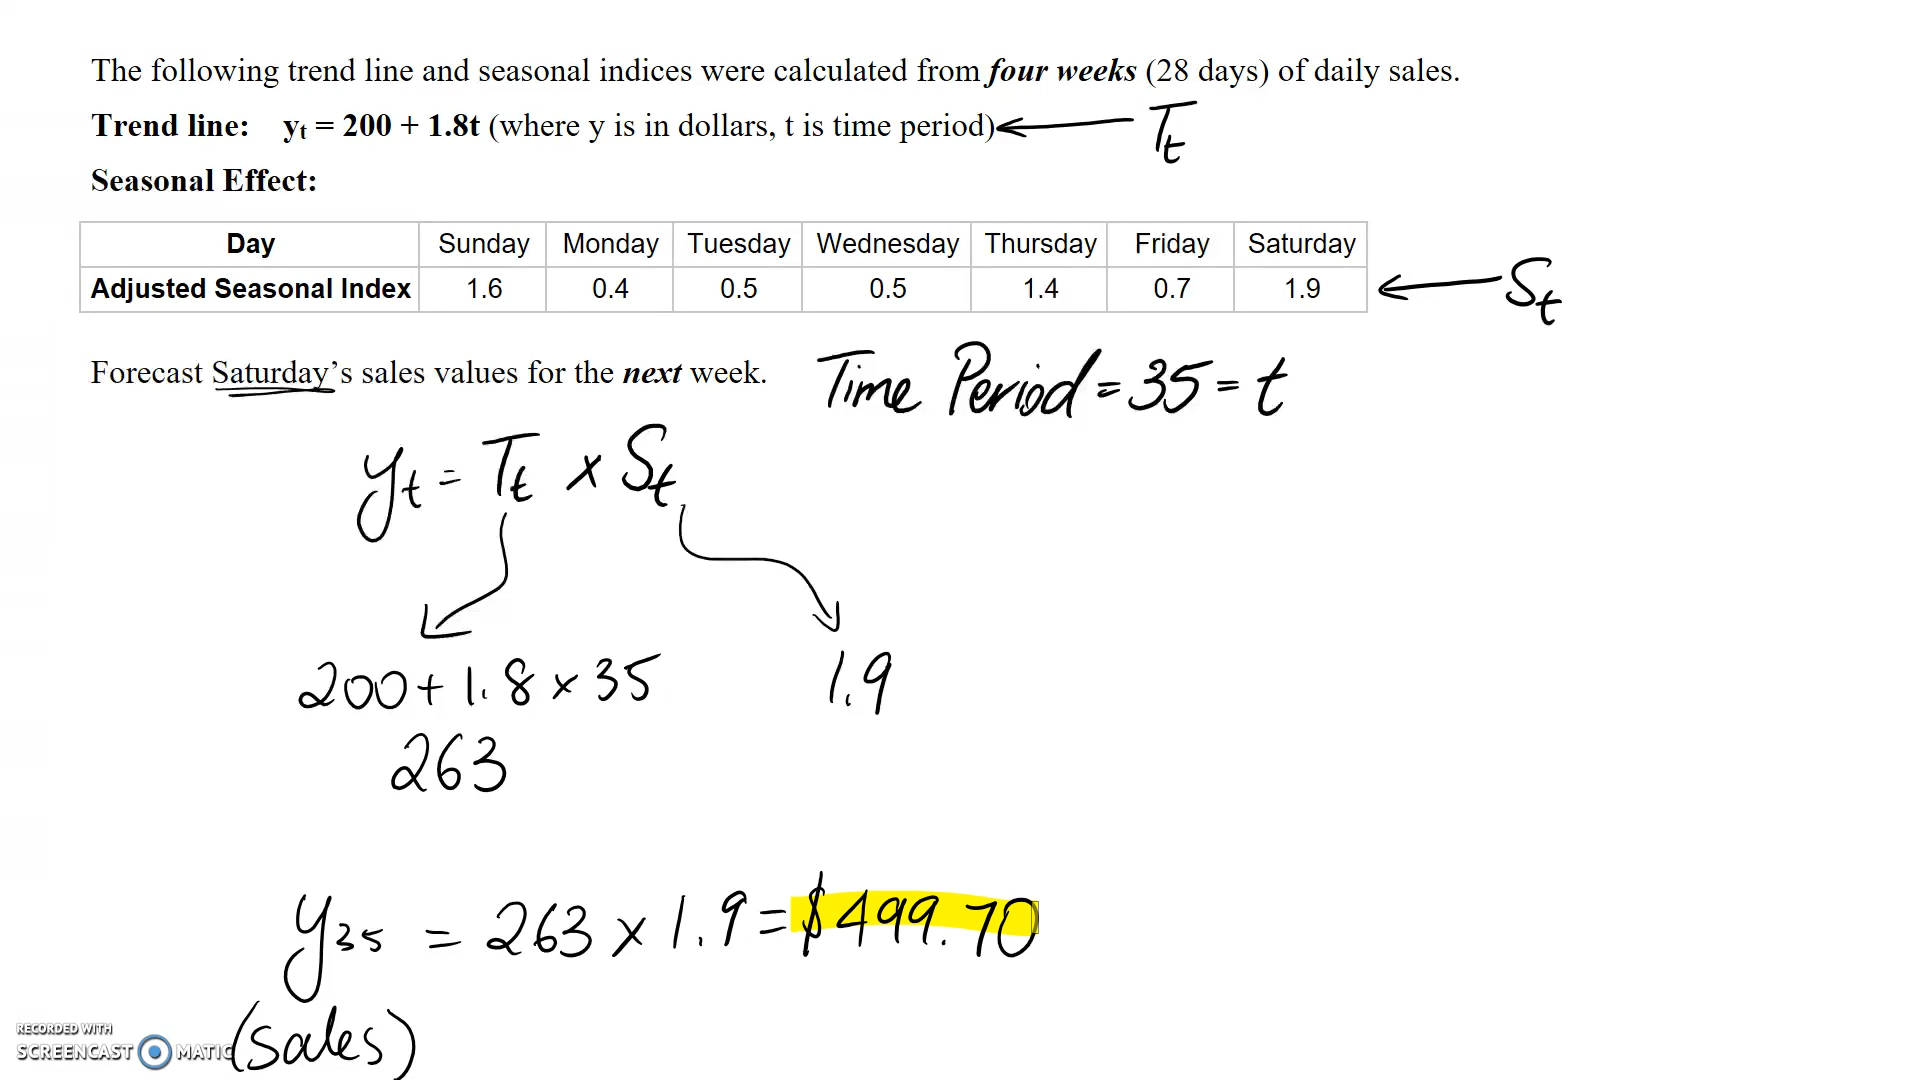 The following trend line and seasonal indices were calculated from four weeks (28 days) of daily sales.
Trend line: yt = 200 + 1.8t (where y is in dollars, t is time period) ← Tt
Seasonal Effect:
Day Sunday Monday Tuesday Wednesday Thursday Friday Saturday
Adjusted Seasonal Index 1.6 0.4 0.5 0.5 1.4 0.7 1.9 ← St
Forecast Saturday's sales values for the next week. Time Period = 35 = t
yt = Tt x St
200 + 1.8 x 35 1.9
263
y35 = 263 x 1.9 = $499.70
(sales)
RECORDED WITH
SCREENCAST MATIC